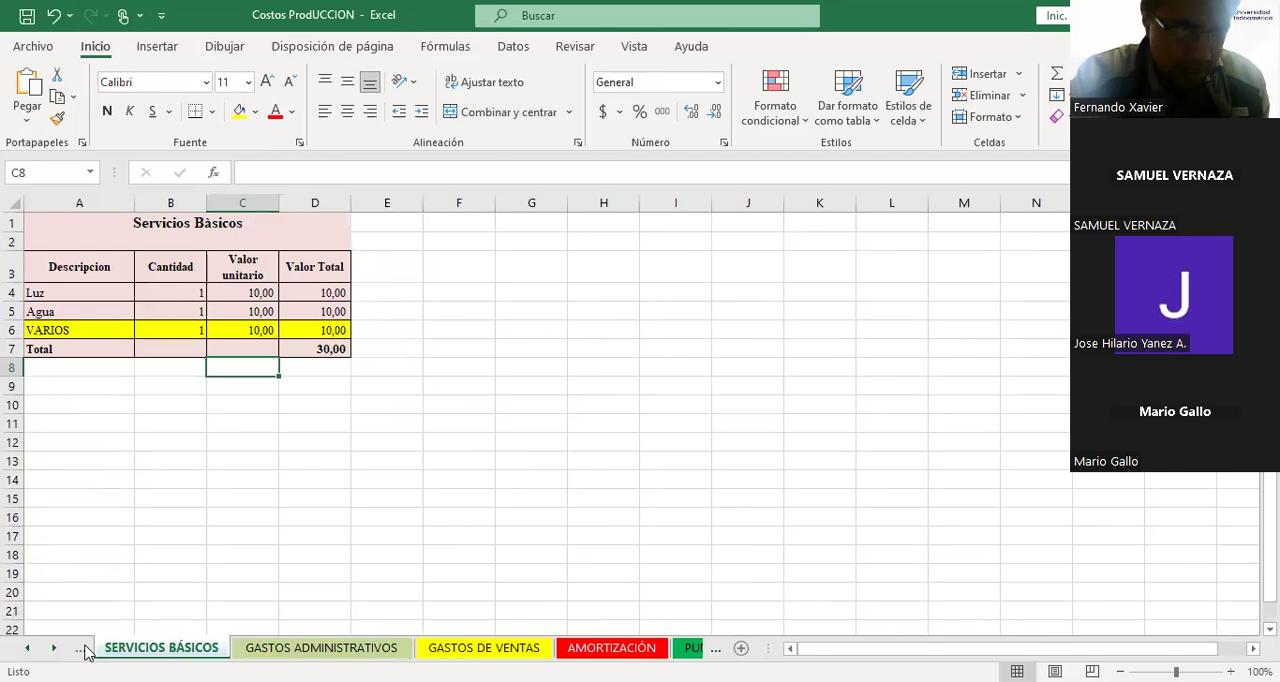 Costos ProdUCCION - Excel
Buscar
Inic.
Universidad
Indoamérica
Archivo Inicio Insertar Dibujar Disposición de página Fórmulas Datos Revisar Vista Ayuda
Pegar
Calibri 11
N K S
Ajustar texto
Combinar y centrar
General
$ % 000
Formato condicional
Dar formato como tabla
Estilos de celda
Insertar
Eliminar
Formato
Portapapeles Fuente Alineación Número Estilos Celdas
C8
fx
A B C D E F G H I J K L M N
1 Servicios Bàsicos
2
3 Descripcion Cantidad Valor unitario Valor Total
4 Luz 1 10,00 10,00
5 Agua 1 10,00 10,00
6 VARIOS 1 10,00 10,00
7 Total 30,00
8
9
10
11
12
13
14
15
16
17
18
19
20
21
22
Fernando Xavier
SAMUEL VERNAZA
SAMUEL VERNAZA
J
Jose Hilario Yanez A.
Mario Gallo
Mario Gallo
... SERVICIOS BÁSICOS GASTOS ADMINISTRATIVOS GASTOS DE VENTAS AMORTIZACIÓN PUI ...
Listo
100%